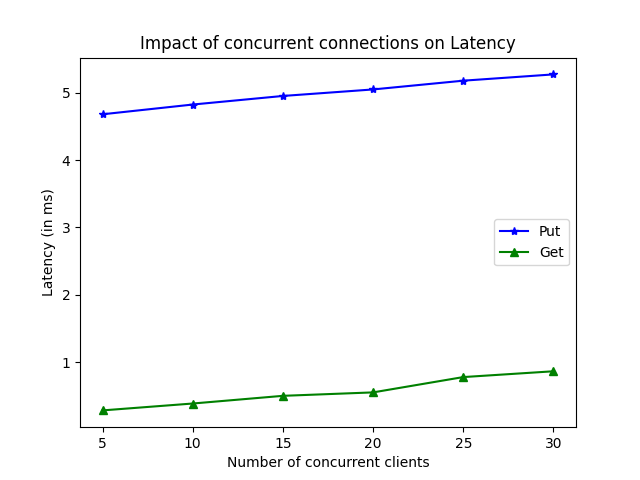 Impact of concurrent connections on Latency
Latency (in ms)
5
4
3
2
1
Put
Get
5 10 15 20 25 30
Number of concurrent clients